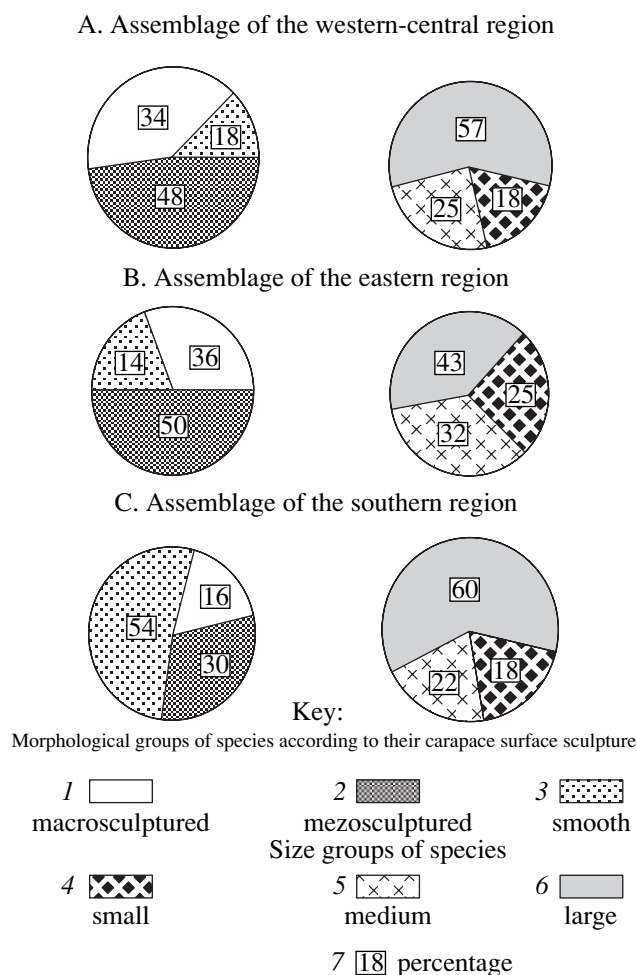 A. Assemblage of the western-central region
34 18 48 57 25 18
B. Assemblage of the eastern region
14 36 50 43 25 32
C. Assemblage of the southern region
54 16 30 60 22 18
Key:
Morphological groups of species according to their carapace surface sculpture
1 2 3
macrosculptured mezosculptured smooth
Size groups of species
4 5 6
small medium large
7 18 percentage